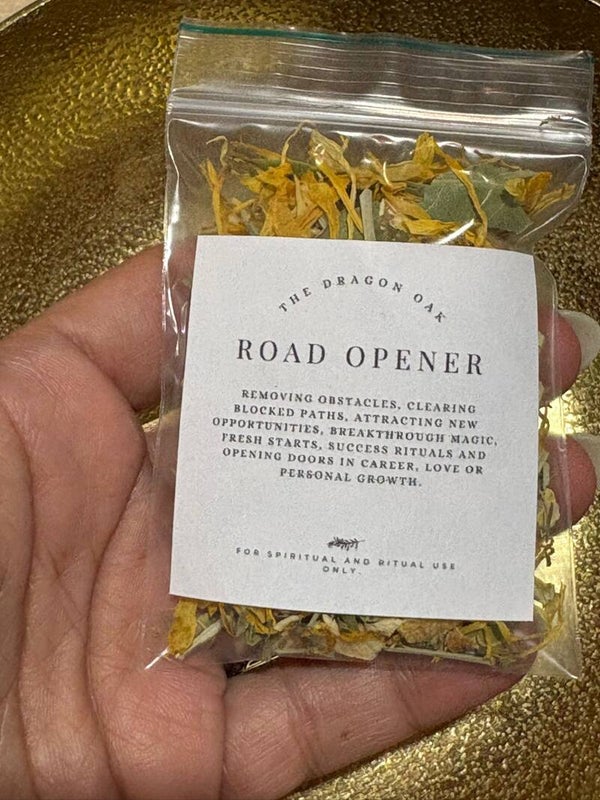 THE DRAGON OAK
ROAD OPENER
REMOVING OBSTACLES, CLEARING
BLOCKED PATHS, ATTRACTING NEW
OPPORTUNITIES, BREAKTHROUGH MAGIC,
FRESH STARTS, SUCCESS RITUALS AND
OPENING DOORS IN CAREER, LOVE OR
PERSONAL GROWTH.
FOR SPIRITUAL AND RITUAL USE
ONLY.